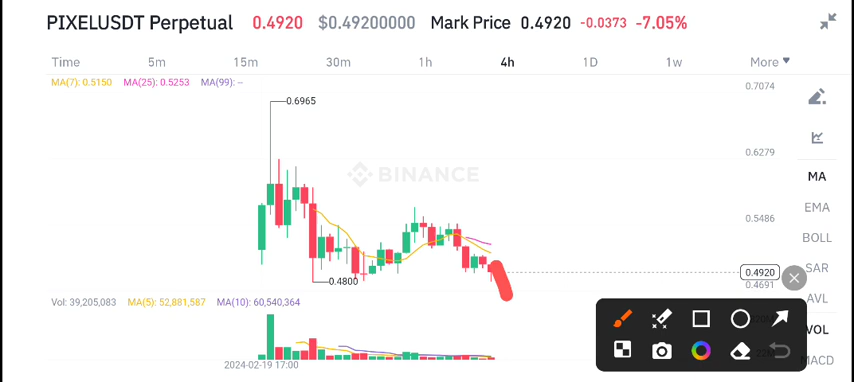 PIXELUSDT Perpetual 0.4920 $0.49200000 Mark Price 0.4920 -0.0373 -7.05%
Time 5m 15m 30m 1h 4h 1D 1w More
MA(7): 0.5150 MA(25): 0.5253 MA(99): --
0.7074
0.6965
0.6279
BINANCE
MA
EMA
0.5486
BOLL
0.4920
SAR
0.4800
0.4691
AVL
Vol: 39,205,083 MA(5): 52,881,587 MA(10): 60,540,364
VOL
MACD
2024-02-19 17:00